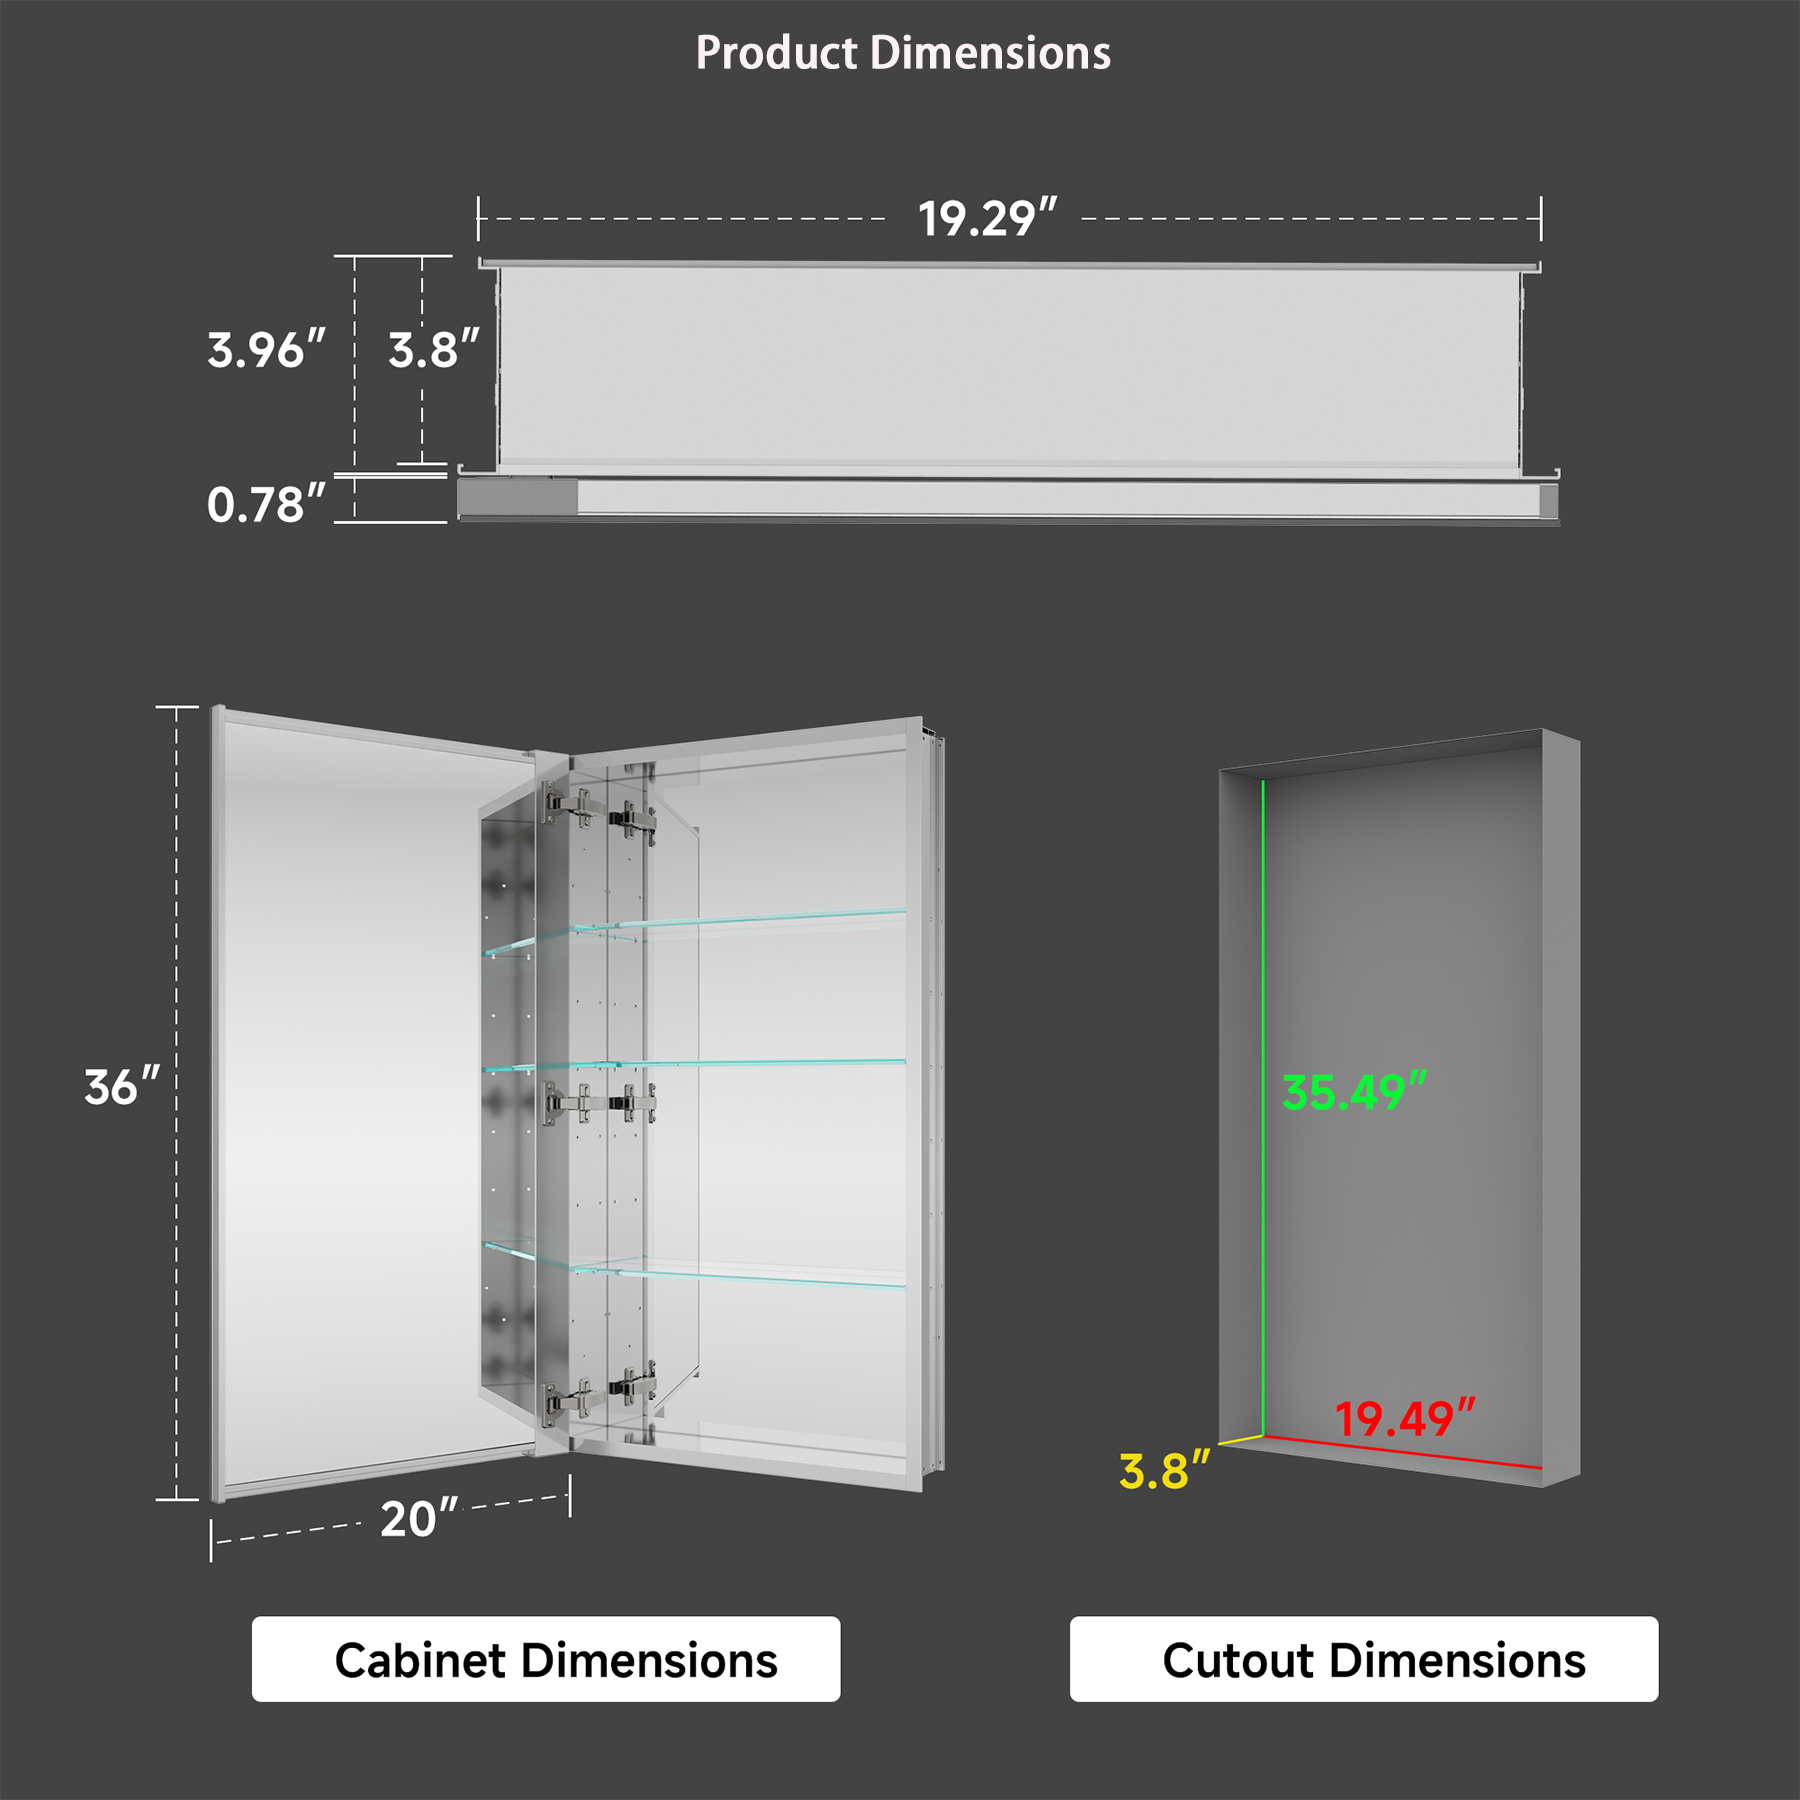 Product Dimensions
19.29″
3.96″ 3.8″
0.78″
36″
20″
35.49″
19.49″
3.8″
Cabinet Dimensions
Cutout Dimensions